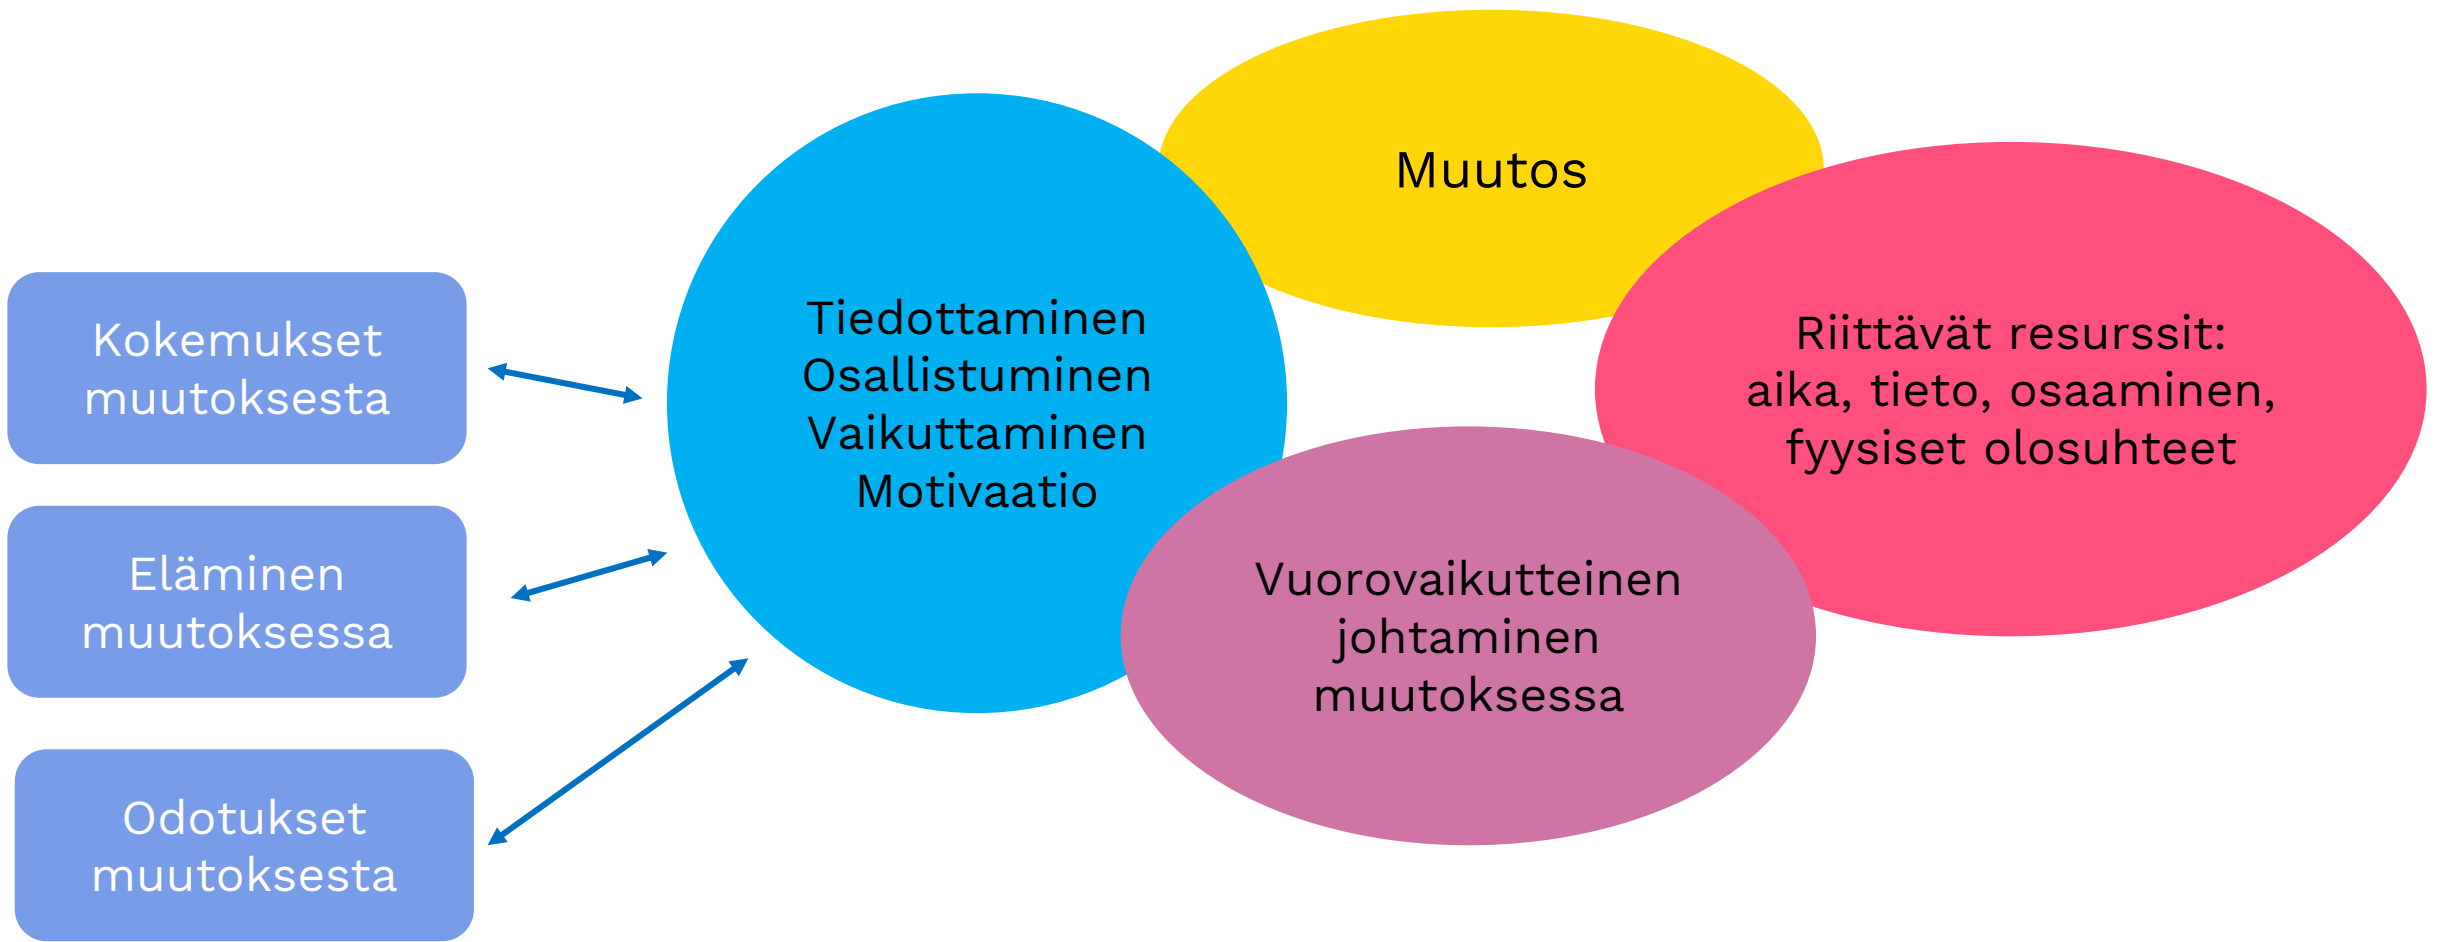 Kokemukset
muutoksesta
Eläminen
muutoksessa
Odotukset
muutoksesta
Tiedottaminen
Osallistuminen
Vaikuttaminen
Motivaatio
Muutos
Riittävät resurssit:
aika, tieto, osaaminen,
fyysiset olosuhteet
Vuorovaikutteinen
johtaminen
muutoksessa